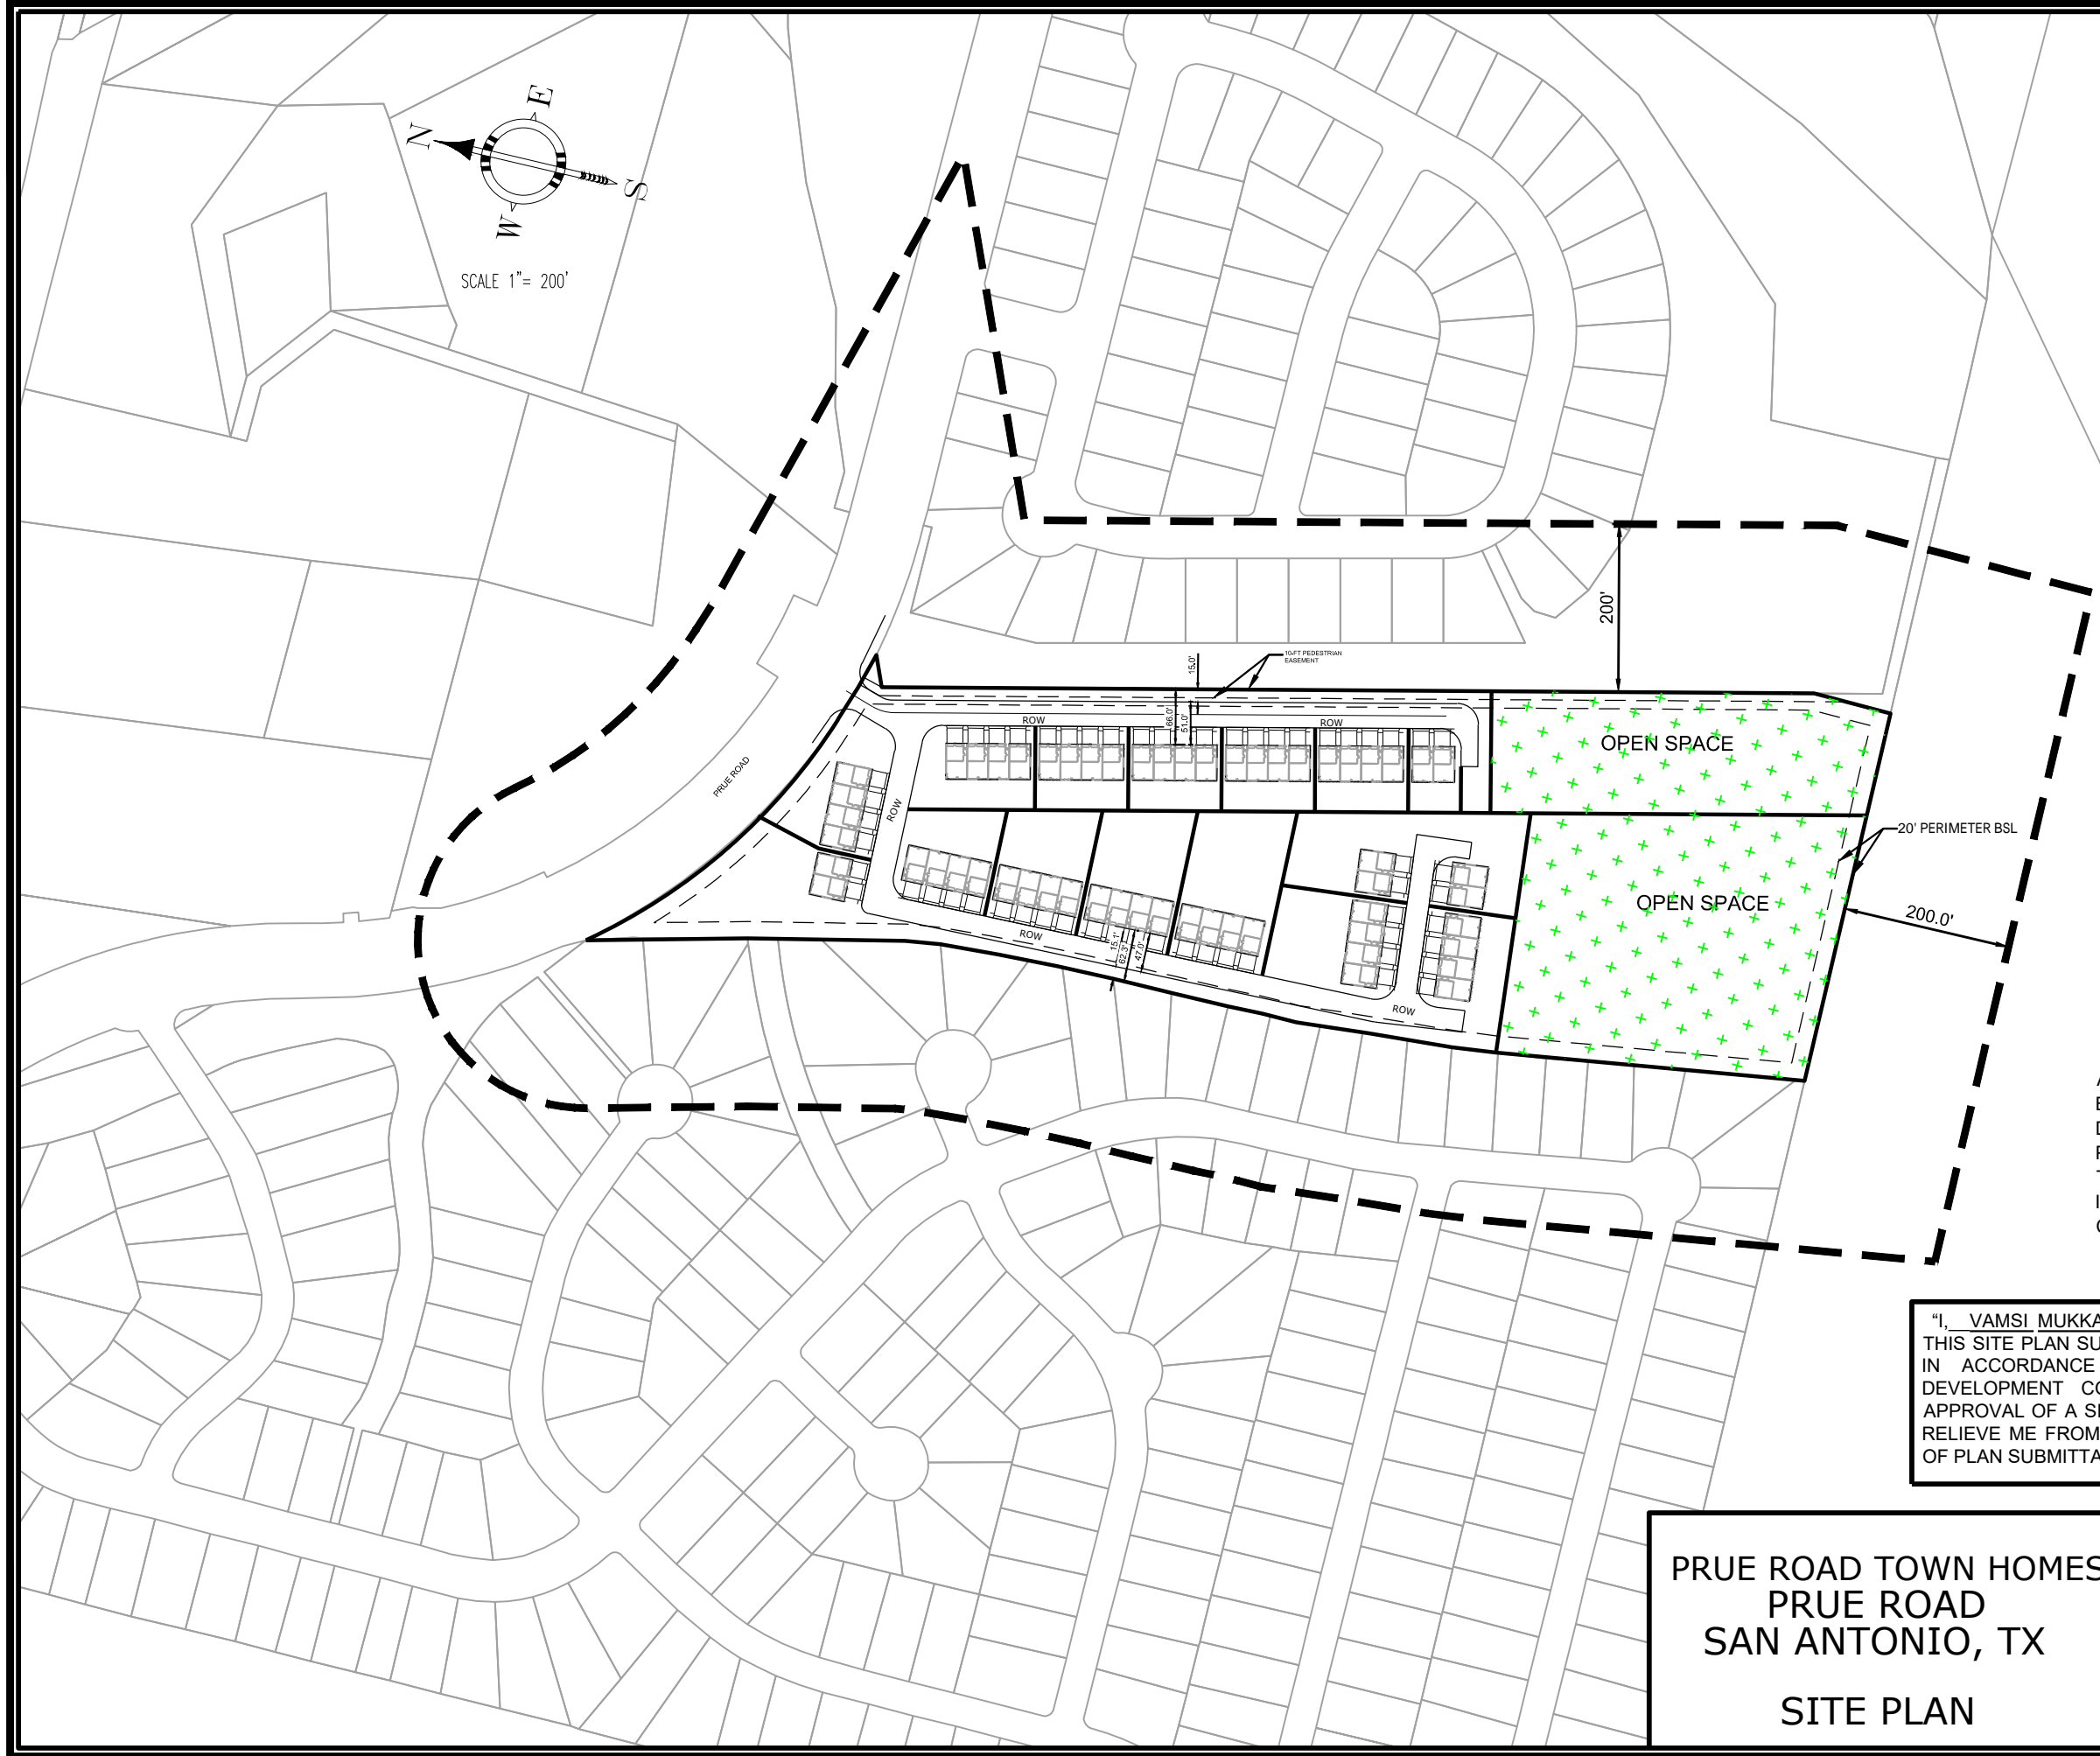 N
E
W
S
SCALE 1"= 200'
200'
10-FT PEDESTRIAN
EASEMENT
15.0'
66.0'
51.0'
ROW
ROW
OPEN SPACE
PRUE ROAD
ROW
20' PERIMETER BSL
OPEN SPACE
200.0'
ROW
15.1'
62.3'
47.0'
ROW
“I,__VAMSI MUKKA
THIS SITE PLAN SU
IN ACCORDANCE
DEVELOPMENT CO
APPROVAL OF A SI
RELIEVE ME FROM
OF PLAN SUBMITTA
PRUE ROAD TOWN HOMES
PRUE ROAD
SAN ANTONIO, TX
SITE PLAN